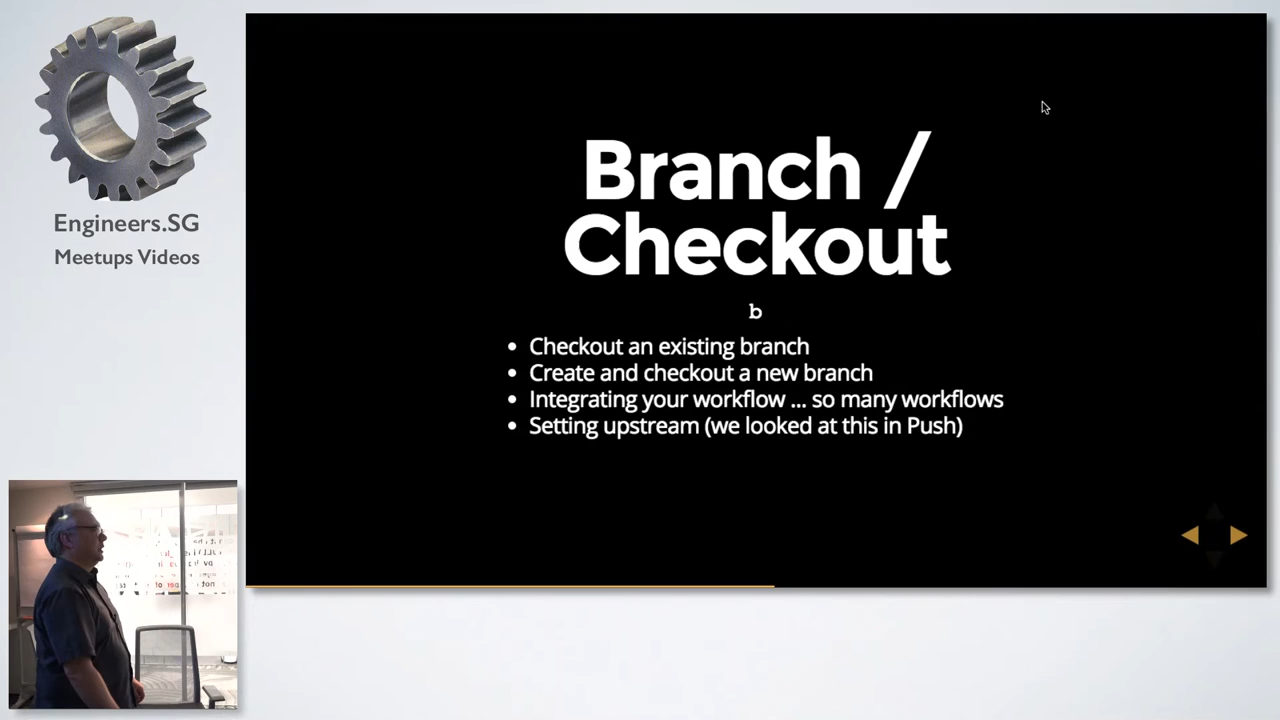 Engineers.SG
Meetups Videos
Branch /
Checkout
b
• Checkout an existing branch
• Create and checkout a new branch
• Integrating your workflow ... so many workflows
• Setting upstream (we looked at this in Push)